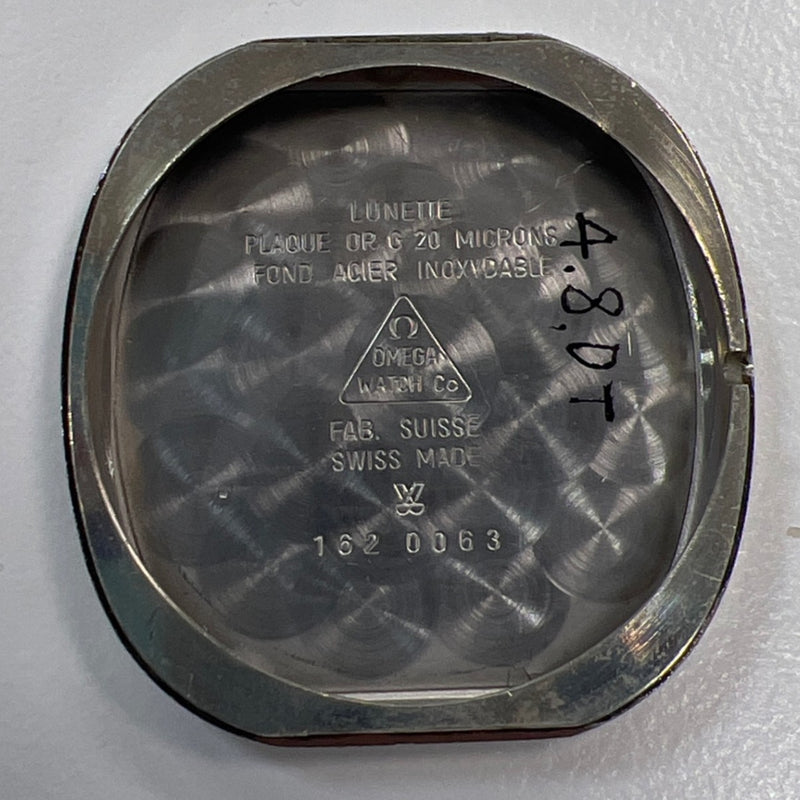 LUNETTE
PLAQUE OR G 20 MICRONS
FOND ACIER INOXYDABLE
Ω
OMEGA
WATCH Co
FAB. SUISSE
SWISS MADE
162 0063
4.8,DT